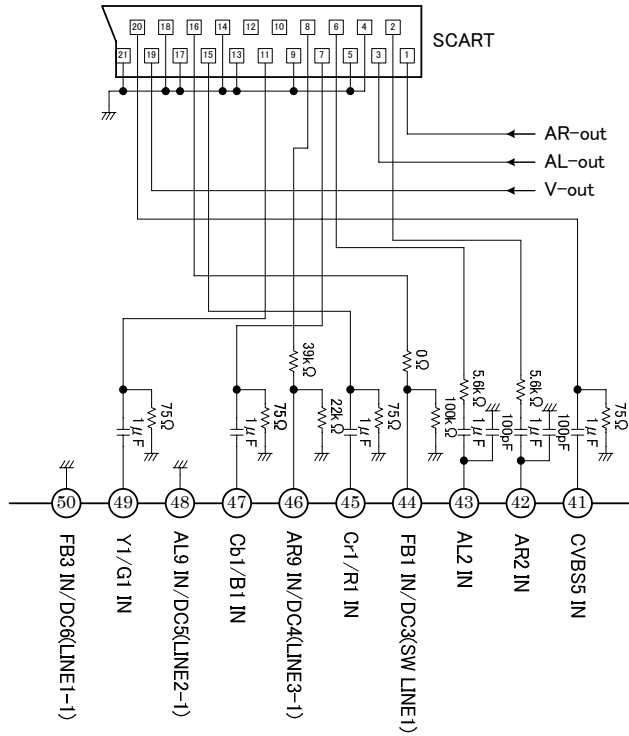 20 18 16 14 12 10 8 6 4 2
SCART
21 19 17 15 13 11 9 7 5 3 1
AR-out
AL-out
V-out
39kΩ
0Ω
5.6kΩ
5.6kΩ
75Ω
1μF
75Ω
1μF
22kΩ
75Ω
1μF
100kΩ
1μF
100pF
1μF
100pF
75Ω
1μF
50 49 48 47 46 45 44 43 42 41
FB3 IN/DC6(LINE1-1)
Y1/G1 IN
AL9 IN/DC5(LINE2-1)
Cb1/B1 IN
AR9 IN/DC4(LINE3-1)
Cr1/R1 IN
FB1 IN/DC3(SW LINE1)
AL2 IN
AR2 IN
CVBS5 IN